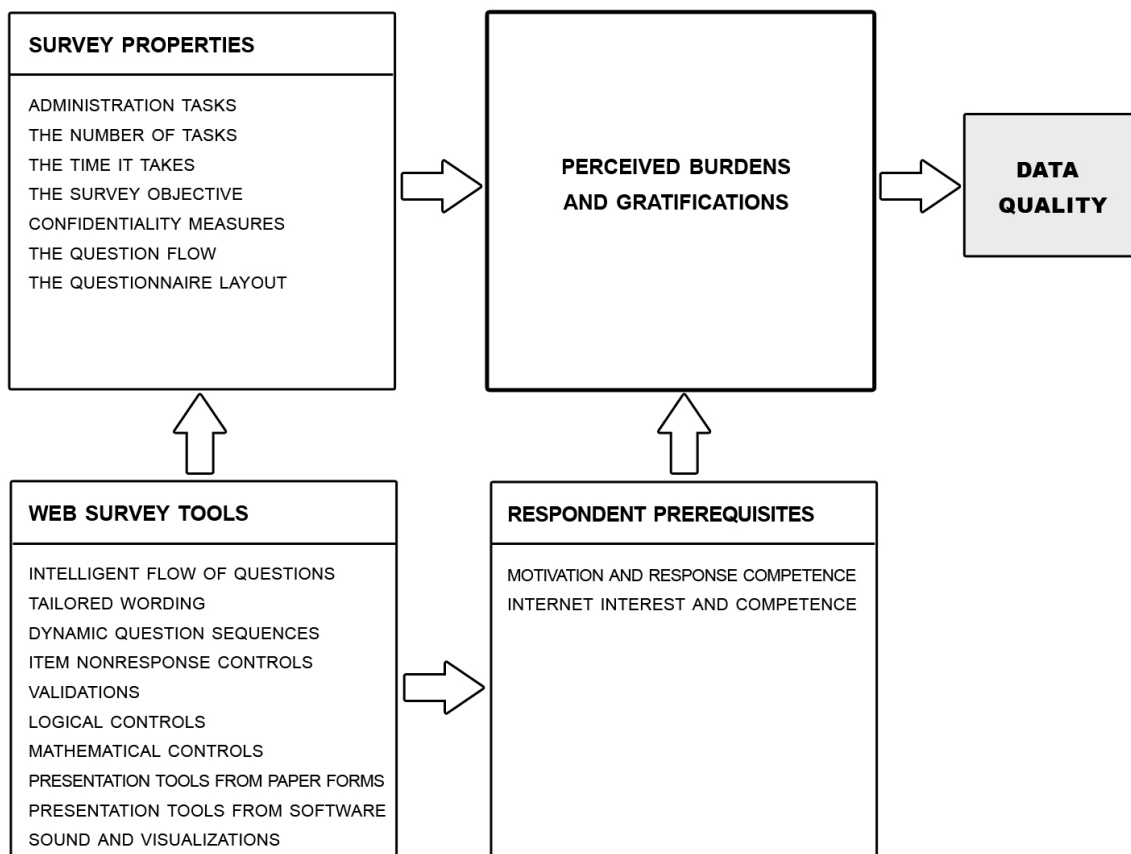 SURVEY PROPERTIES
ADMINISTRATION TASKS
THE NUMBER OF TASKS
THE TIME IT TAKES
THE SURVEY OBJECTIVE
CONFIDENTIALITY MEASURES
THE QUESTION FLOW
THE QUESTIONNAIRE LAYOUT
PERCEIVED BURDENS
AND GRATIFICATIONS
DATA
QUALITY
WEB SURVEY TOOLS
INTELLIGENT FLOW OF QUESTIONS
TAILORED WORDING
DYNAMIC QUESTION SEQUENCES
ITEM NONRESPONSE CONTROLS
VALIDATIONS
LOGICAL CONTROLS
MATHEMATICAL CONTROLS
PRESENTATION TOOLS FROM PAPER FORMS
PRESENTATION TOOLS FROM SOFTWARE
SOUND AND VISUALIZATIONS
RESPONDENT PREREQUISITES
MOTIVATION AND RESPONSE COMPETENCE
INTERNET INTEREST AND COMPETENCE